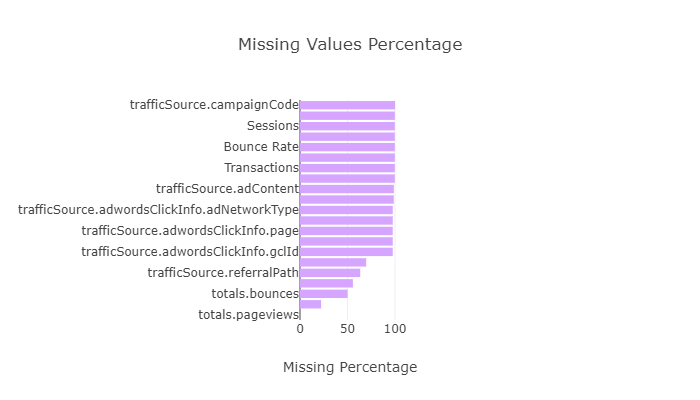 Missing Values Percentage
trafficSource.campaignCode
Sessions
Bounce Rate
Transactions
trafficSource.adContent
trafficSource.adwordsClickInfo.adNetworkType
trafficSource.adwordsClickInfo.page
trafficSource.adwordsClickInfo.gclId
trafficSource.referralPath
totals.bounces
totals.pageviews
0 50 100
Missing Percentage